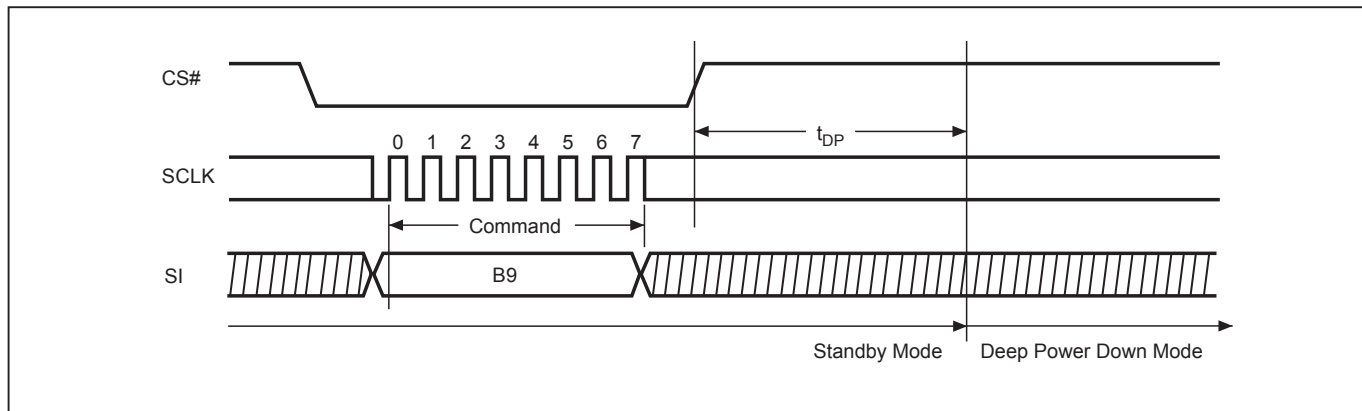 CS#
t_DP
0 1 2 3 4 5 6 7
SCLK
Command
SI
B9
Standby Mode
Deep Power Down Mode